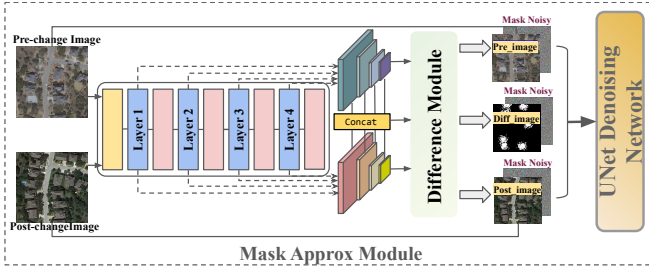 Pre-change Image
Post-changeImage
Layer 1
Layer 2
Layer 3
Layer 4
Concat
Difference Module
Mask Noisy
Pre_image
Mask Noisy
Diff_image
Mask Noisy
Post_image
UNet Denoising
Network
Mask Approx Module